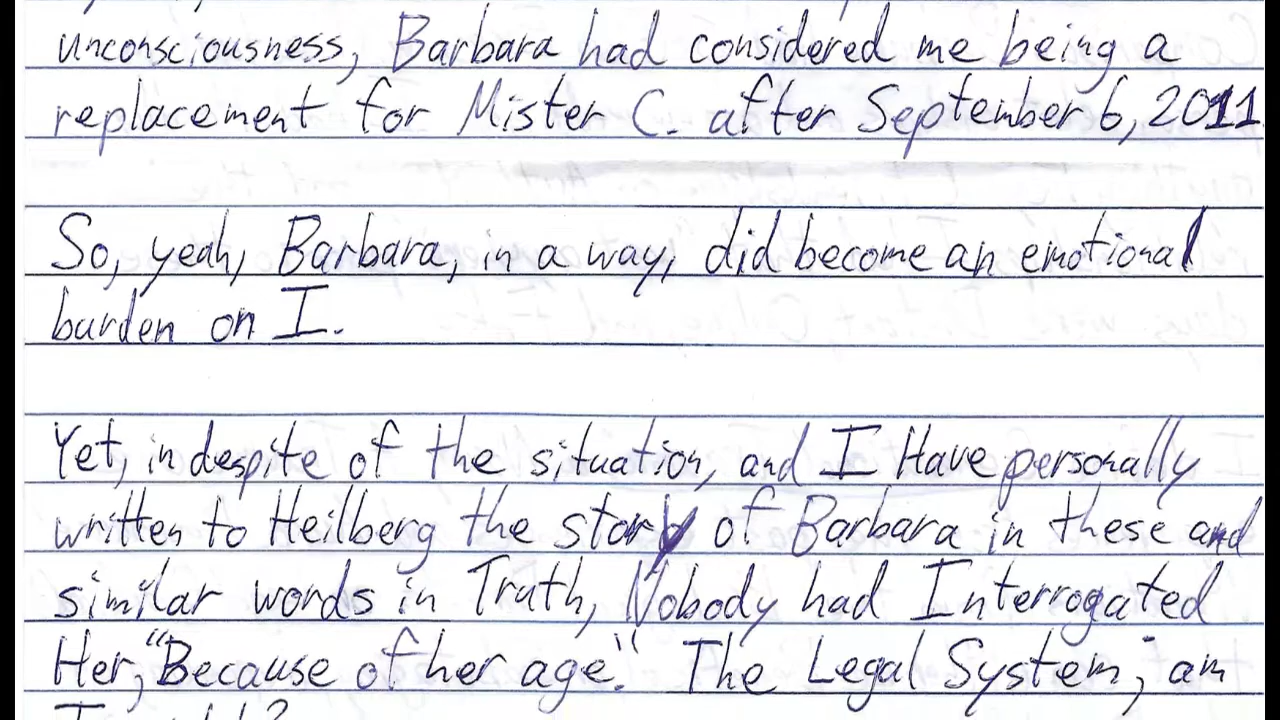 unconsciousness, Barbara had considered me being a
replacement for Mister C. after September 6, 2011
So, yeah, Barbara, in a way, did become an emotional
burden on I.
Yet, in despite of the situation, and I Have personally
written to Heilberg the story of Barbara in these and
similar words in Truth, Nobody had Interrogated
Her, "Because of her age." The Legal System, am